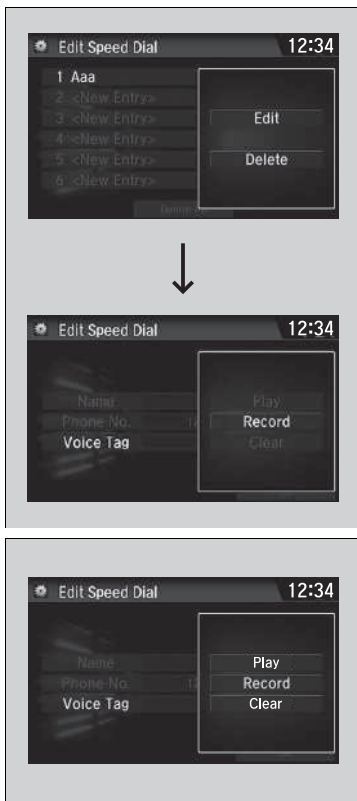 Edit Speed Dial 12:34
1 Aaa
2 <New Entry>
3 <New Entry> Edit
4 <New Entry>
5 <New Entry> Delete
6 <New Entry>
Edit Speed Dial 12:34
Name Play
Phone No. Record
Voice Tag Clear
Edit Speed Dial 12:34
Name Play
Phone No. Record
Voice Tag Clear